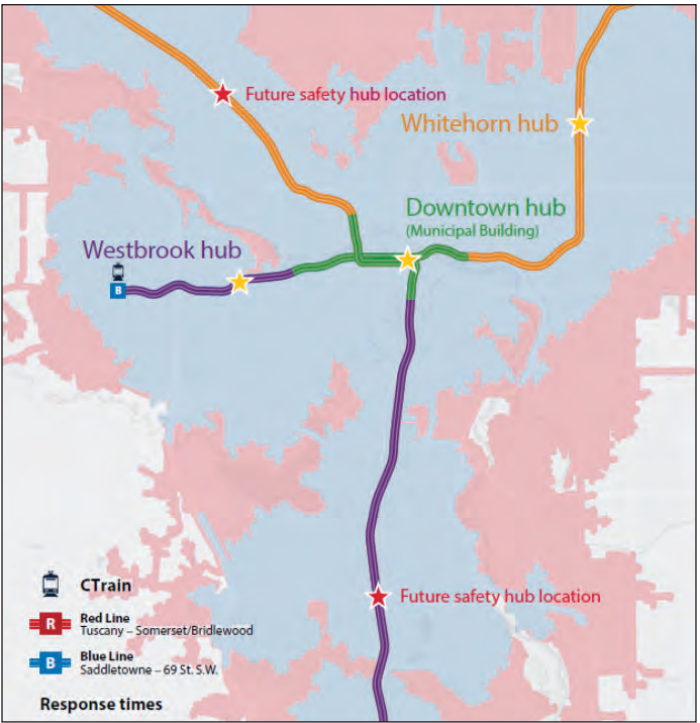 Future safety hub location
Whitehorn hub
Downtown hub
(Municipal Building)
Westbrook hub
B
Future safety hub location
CTrain
R
Red Line
Tuscany – Somerset/Bridlewood
B
Blue Line
Saddletowne – 69 St. S.W.
Response times